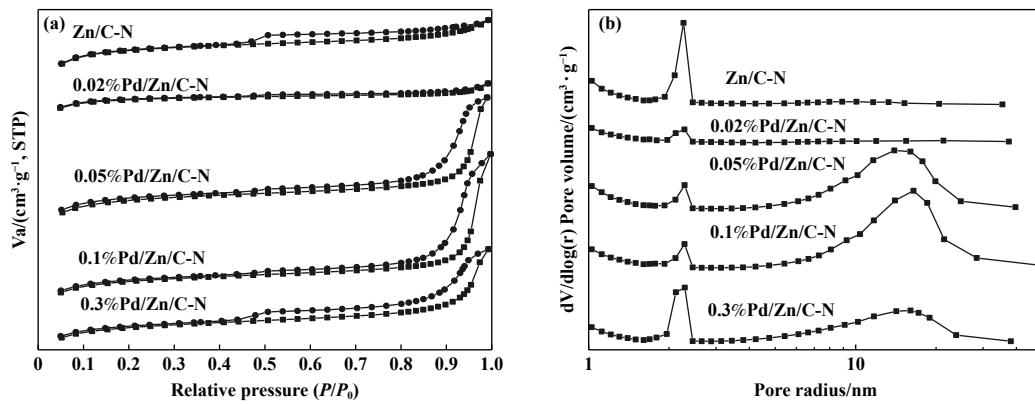 (a)
Zn/C-N
0.02%Pd/Zn/C-N
0.05%Pd/Zn/C-N
0.1%Pd/Zn/C-N
0.3%Pd/Zn/C-N
Va/(cm³·g⁻¹, STP)
0 0.1 0.2 0.3 0.4 0.5 0.6 0.7 0.8 0.9 1.0
Relative pressure (P/P₀)
(b)
Zn/C-N
0.02%Pd/Zn/C-N
0.05%Pd/Zn/C-N
0.1%Pd/Zn/C-N
0.3%Pd/Zn/C-N
dV/dlog(r) Pore volume/(cm³·g⁻¹)
1 10
Pore radius/nm